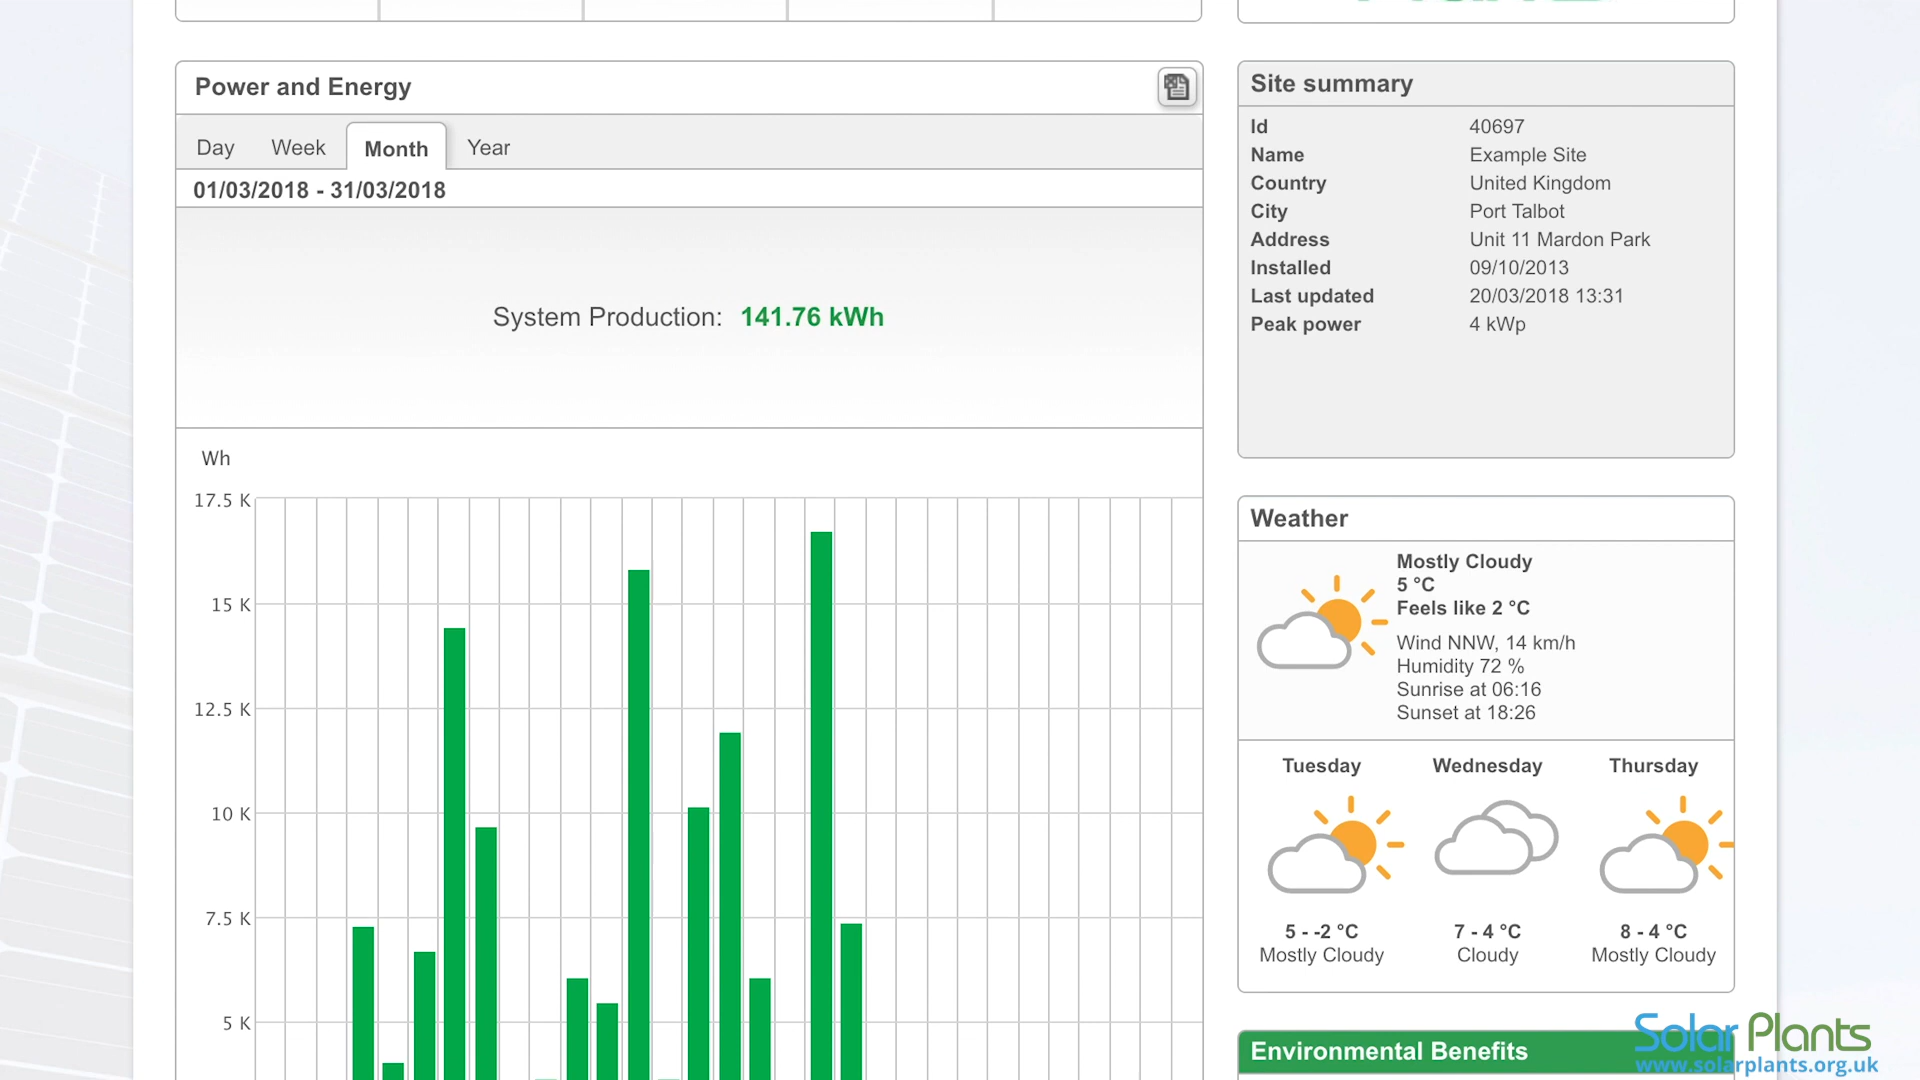 Power and Energy
Day Week Month Year
01/03/2018 - 31/03/2018
System Production: 141.76 kWh
Wh
17.5 K
15 K
12.5 K
10 K
7.5 K
5 K
Site summary
Id 40697
Name Example Site
Country United Kingdom
City Port Talbot
Address Unit 11 Mardon Park
Installed 09/10/2013
Last updated 20/03/2018 13:31
Peak power 4 kWp
Weather
Mostly Cloudy
5 °C
Feels like 2 °C
Wind NNW, 14 km/h
Humidity 72 %
Sunrise at 06:16
Sunset at 18:26
Tuesday Wednesday Thursday
5 - -2 °C 7 - 4 °C 8 - 4 °C
Mostly Cloudy Cloudy Mostly Cloudy
Environmental Benefits
Solar Plants
www.solarplants.org.uk